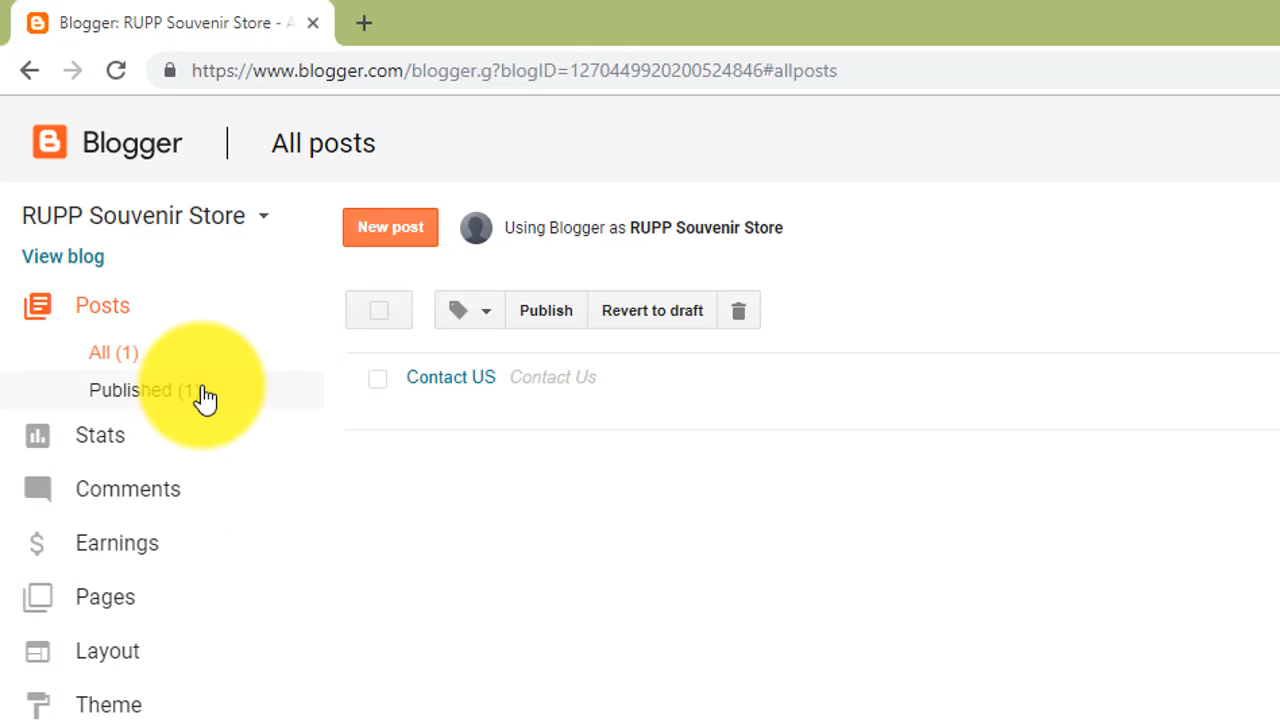 Blogger: RUPP Souvenir Store - A
https://www.blogger.com/blogger.g?blogID=1270449920200524846#allposts
Blogger | All posts
RUPP Souvenir Store
New post
Using Blogger as RUPP Souvenir Store
View blog
Posts
Publish
Revert to draft
All (1)
Contact US Contact Us
Published (1)
Stats
Comments
Earnings
Pages
Layout
Theme